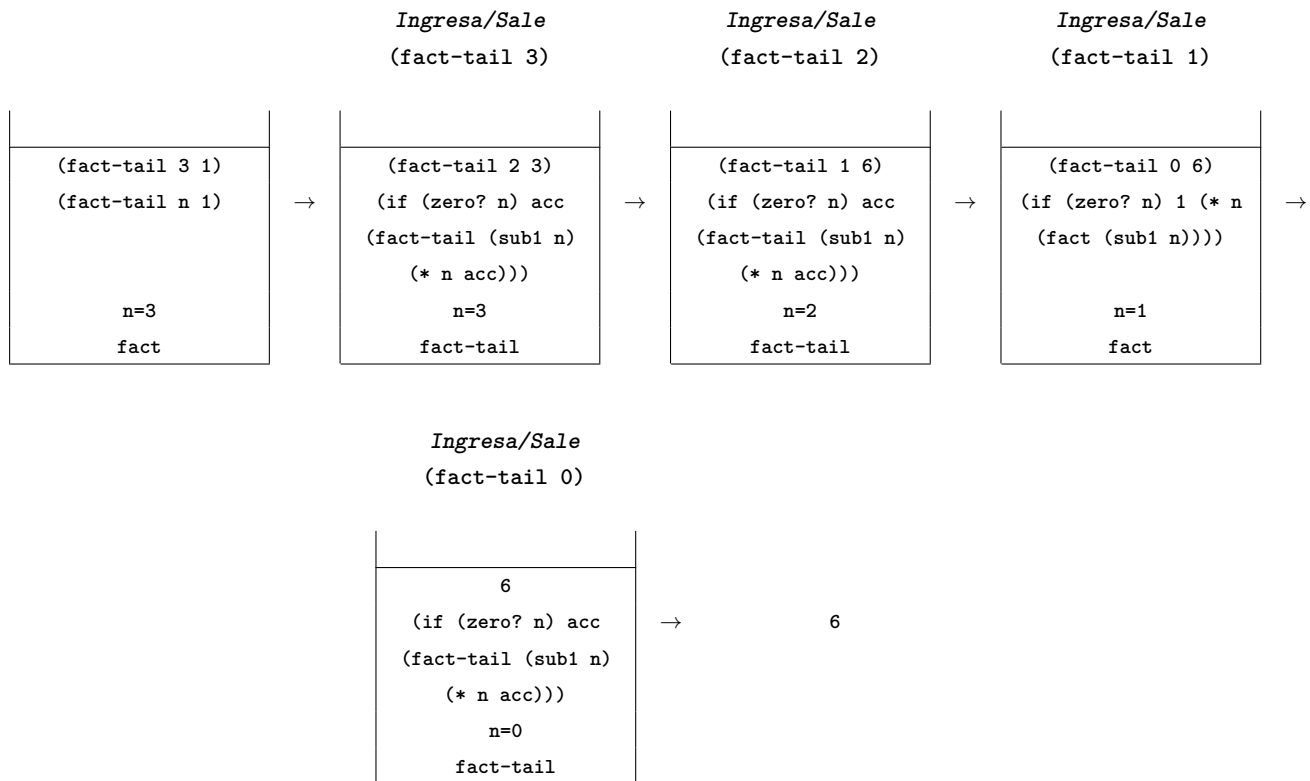 Ingresa/Sale
(fact-tail 3)
Ingresa/Sale
(fact-tail 2)
Ingresa/Sale
(fact-tail 1)
(fact-tail 3 1)
(fact-tail n 1)
n=3
fact
→
(fact-tail 2 3)
(if (zero? n) acc
(fact-tail (sub1 n)
(* n acc)))
n=3
fact-tail
→
(fact-tail 1 6)
(if (zero? n) acc
(fact-tail (sub1 n)
(* n acc)))
n=2
fact-tail
→
(fact-tail 0 6)
(if (zero? n) 1 (* n
(fact (sub1 n))))
n=1
fact
→
Ingresa/Sale
(fact-tail 0)
6
(if (zero? n) acc
(fact-tail (sub1 n)
(* n acc)))
n=0
fact-tail
→
6